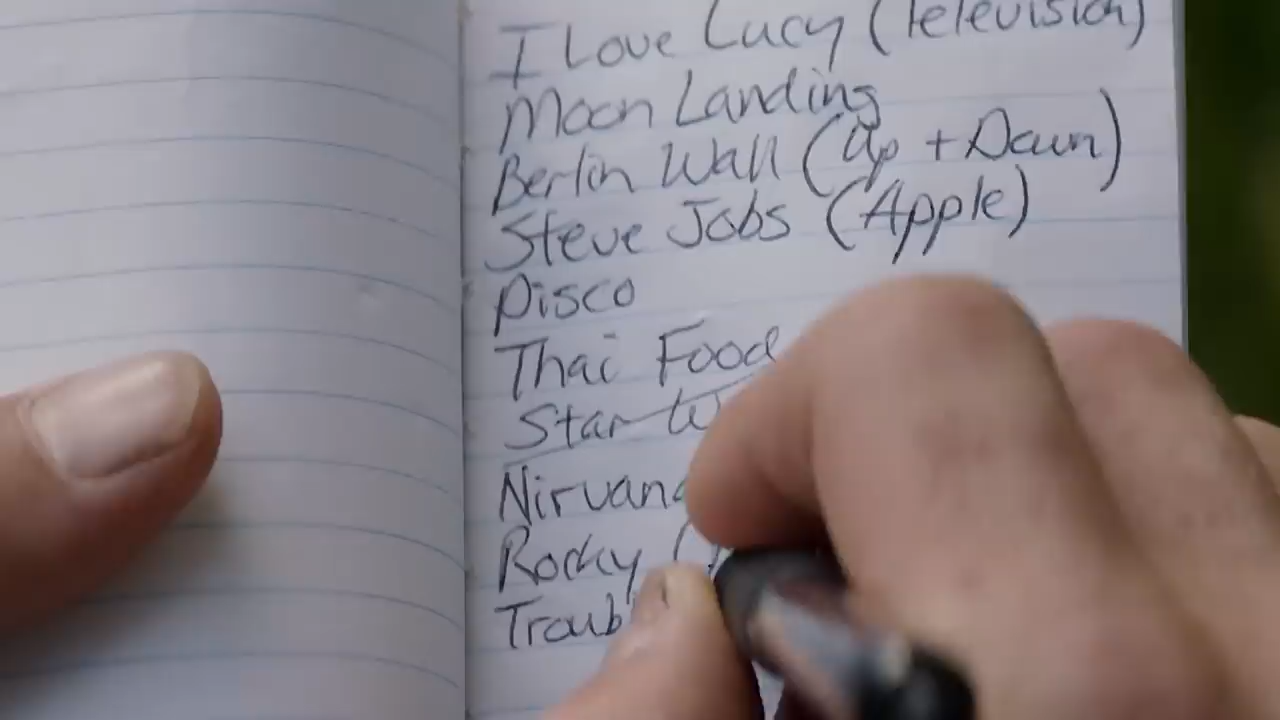 I Love Lucy (Television)
Moon Landing
Berlin Wall (Up + Down)
Steve Jobs (Apple)
Disco
Thai Food
Star
Nirvana
Rocky